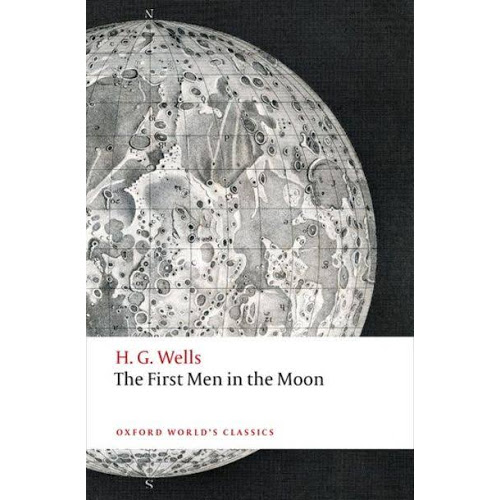 N
H. G. Wells
The First Men in the Moon
OXFORD WORLD'S CLASSICS
S